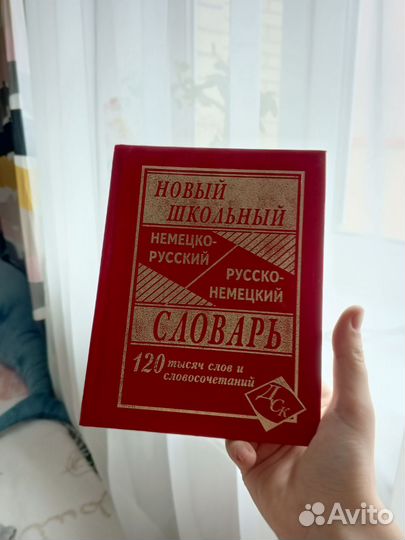 НОВЫЙ
ШКОЛЬНЫЙ
НЕМЕЦКО-
РУССКИЙ
РУССКО-
НЕМЕЦКИЙ
СЛОВАРЬ
120 тысяч слов и
словосочетаний
ДСК
Avito